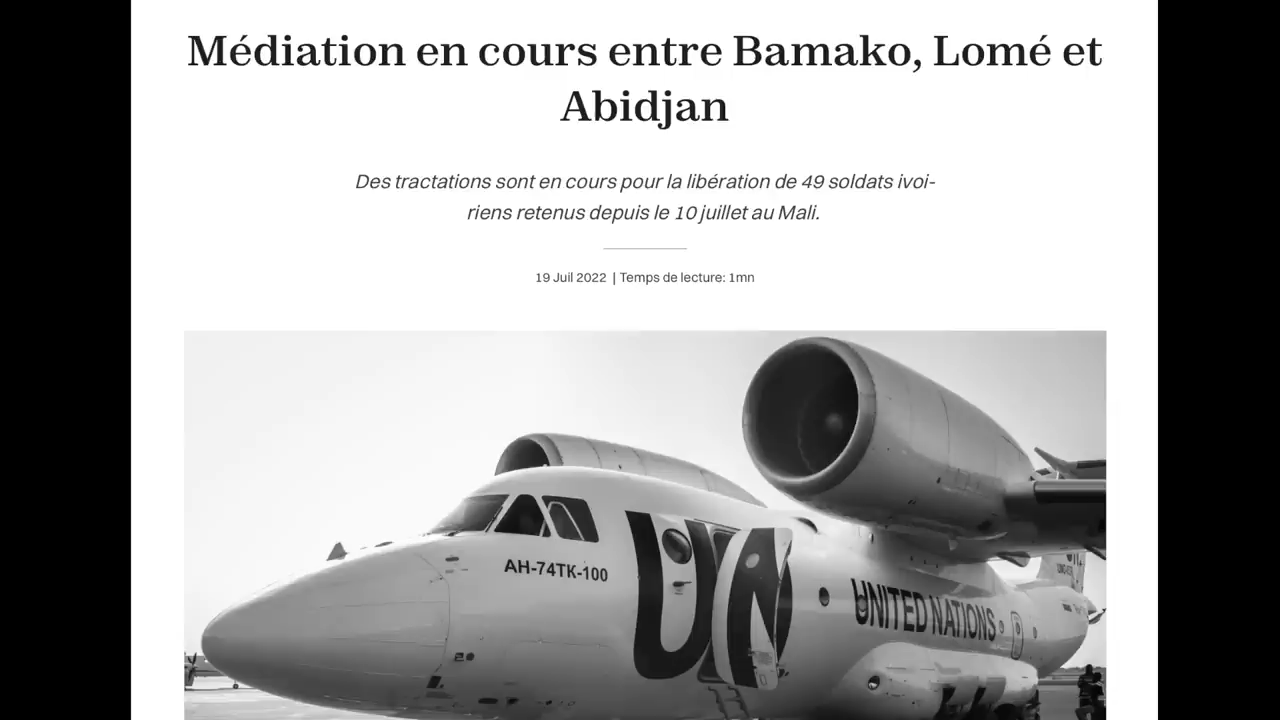 Médiation en cours entre Bamako, Lomé et
Abidjan
Des tractations sont en cours pour la libération de 49 soldats ivoi-
riens retenus depuis le 10 juillet au Mali.
19 Juil 2022 | Temps de lecture: 1mn
AH-74TK-100
UN
UNITED NATIONS